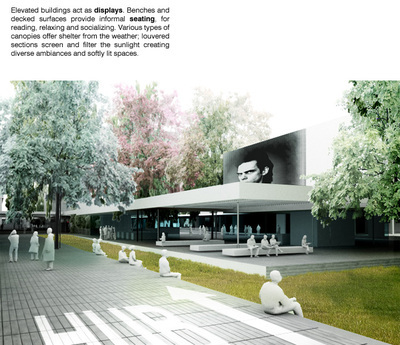 Elevated buildings act as displays. Benches and
decked surfaces provide informal seating, for
reading, relaxing and socializing. Various types of
canopies offer shelter from the weather; louvered
sections screen and filter the sunlight creating
diverse ambiances and softly lit spaces.